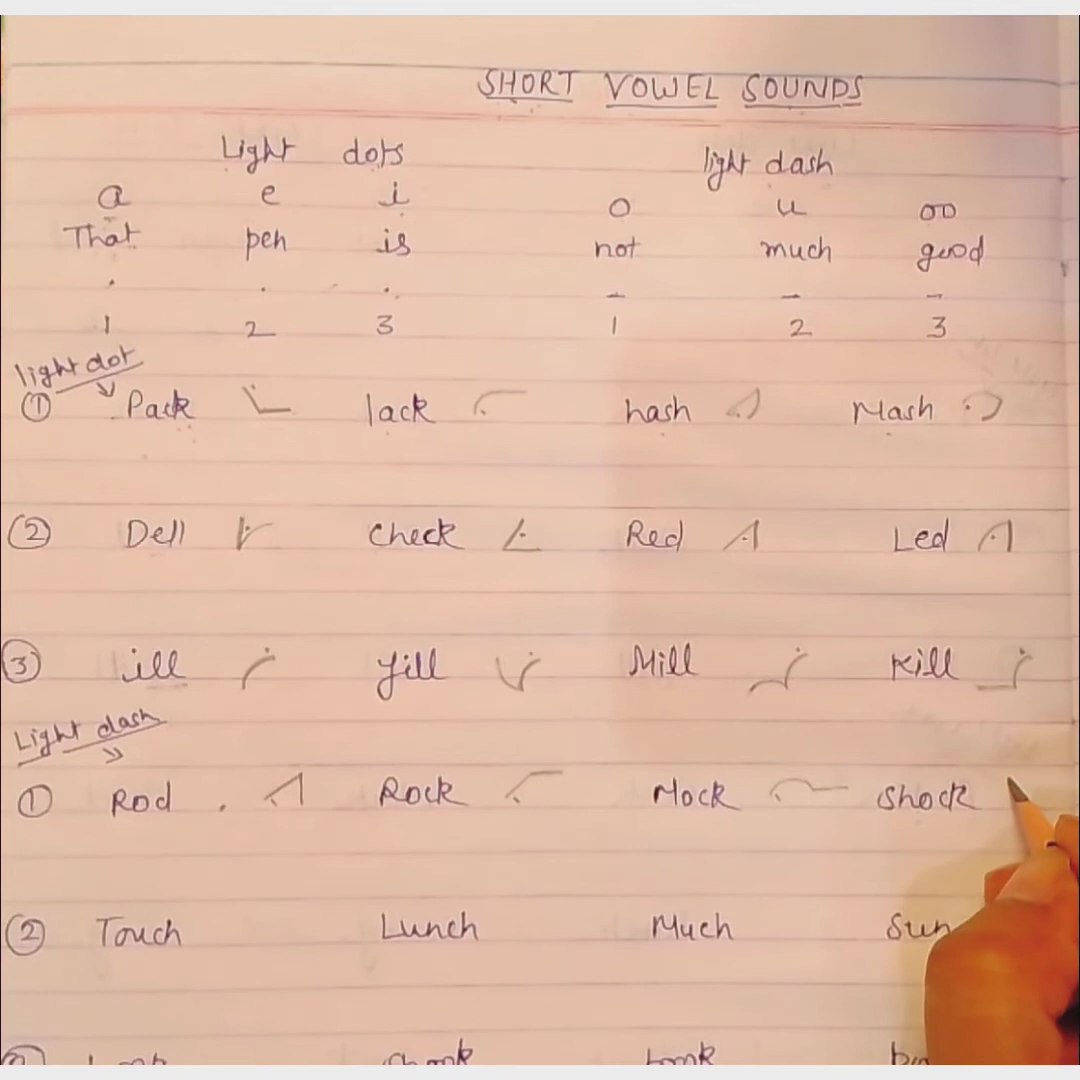 SHORT VOWEL SOUNDS
Light dots light dash
a e i o u oo
That pen is not much good
1 2 3 1 2 3
light dot
① Pack lack hash Mash
② Dell Check Red Led
③ ill Jill Mill Kill
Light dash
① Rod . Rock Mock Shock
② Touch Lunch Much Sun